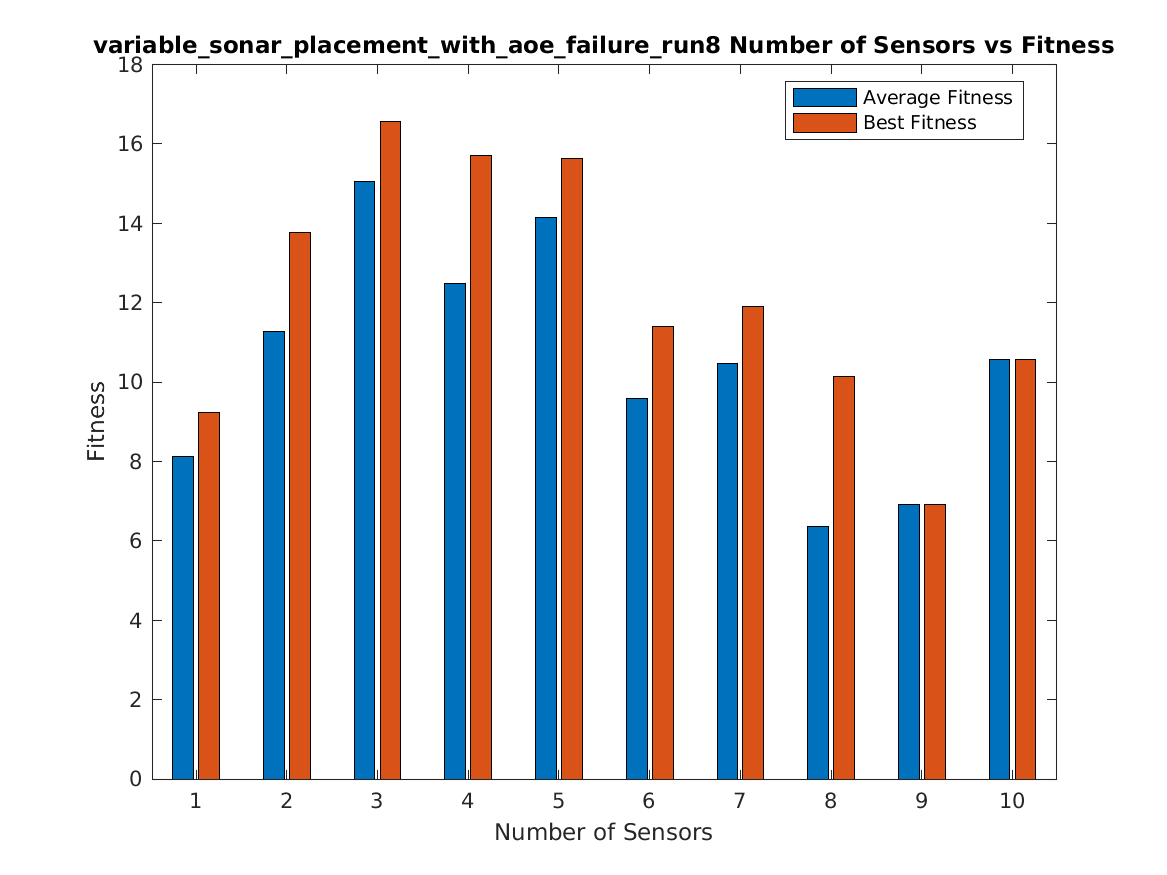 variable_sonar_placement_with_aoe_failure_run8 Number of Sensors vs Fitness
Average Fitness
Best Fitness
18
16
14
12
10
8
6
4
2
0
Fitness
1 2 3 4 5 6 7 8 9 10
Number of Sensors